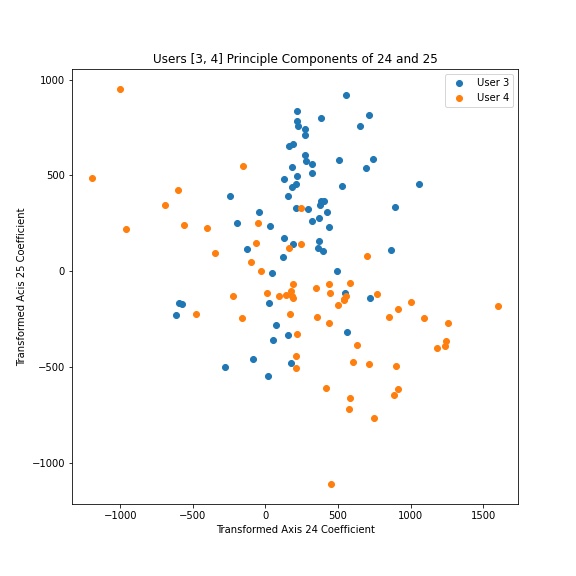 Users [3, 4] Principle Components of 24 and 25
User 3
User 4
1000
500
0
−500
−1000
Transformed Acis 25 Coefficient
−1000
−500
0
500
1000
1500
Transformed Axis 24 Coefficient